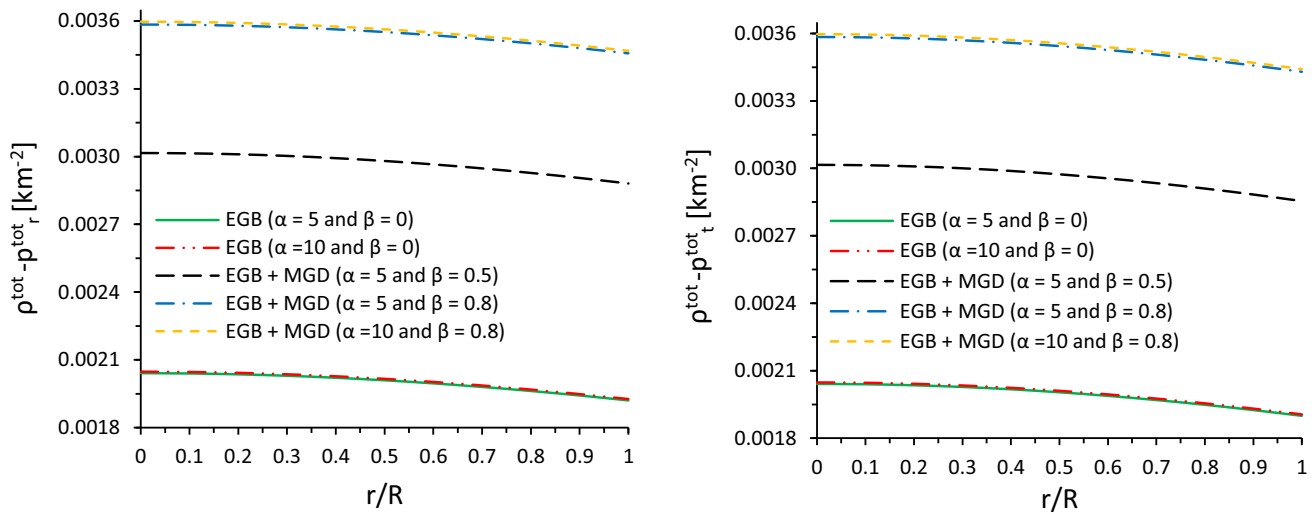 0.0036
0.0033
0.0030
0.0027
0.0024
0.0021
0.0018
ρ^tot-p^tot_r [km^-2]
EGB (α = 5 and β = 0)
EGB (α =10 and β = 0)
EGB + MGD (α = 5 and β = 0.5)
EGB + MGD (α = 5 and β = 0.8)
EGB + MGD (α =10 and β = 0.8)
0 0.1 0.2 0.3 0.4 0.5 0.6 0.7 0.8 0.9 1
r/R
0.0036
0.0033
0.0030
0.0027
0.0024
0.0021
0.0018
ρ^tot-p^tot_t [km^-2]
EGB (α = 5 and β = 0)
EGB (α =10 and β = 0)
EGB + MGD (α = 5 and β = 0.5)
EGB + MGD (α = 5 and β = 0.8)
EGB + MGD (α =10 and β = 0.8)
0 0.1 0.2 0.3 0.4 0.5 0.6 0.7 0.8 0.9 1
r/R